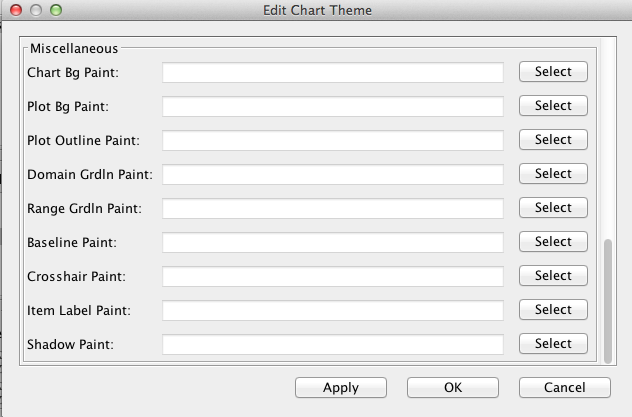 Edit Chart Theme
Miscellaneous
Chart Bg Paint: Select
Plot Bg Paint: Select
Plot Outline Paint: Select
Domain Grdln Paint: Select
Range Grdln Paint: Select
Baseline Paint: Select
Crosshair Paint: Select
Item Label Paint: Select
Shadow Paint: Select
Apply OK Cancel